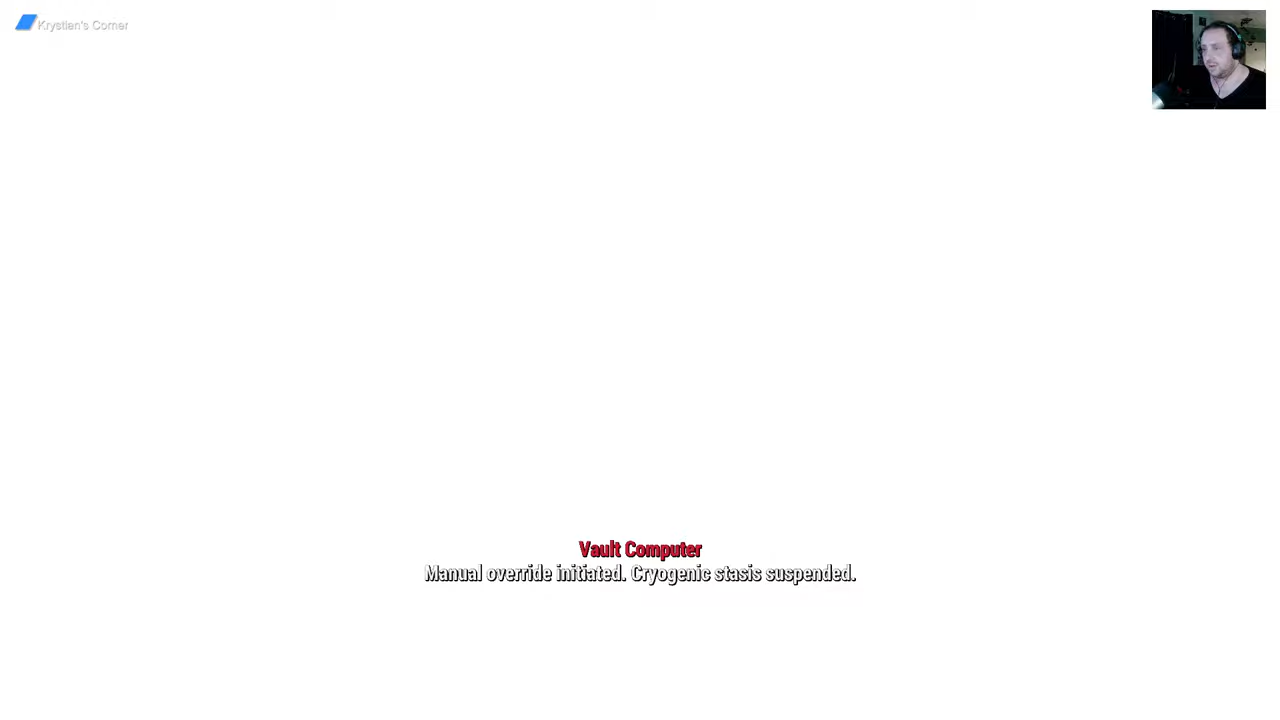 Krystian's Corner
Vault Computer
Manual override initiated. Cryogenic stasis suspended.